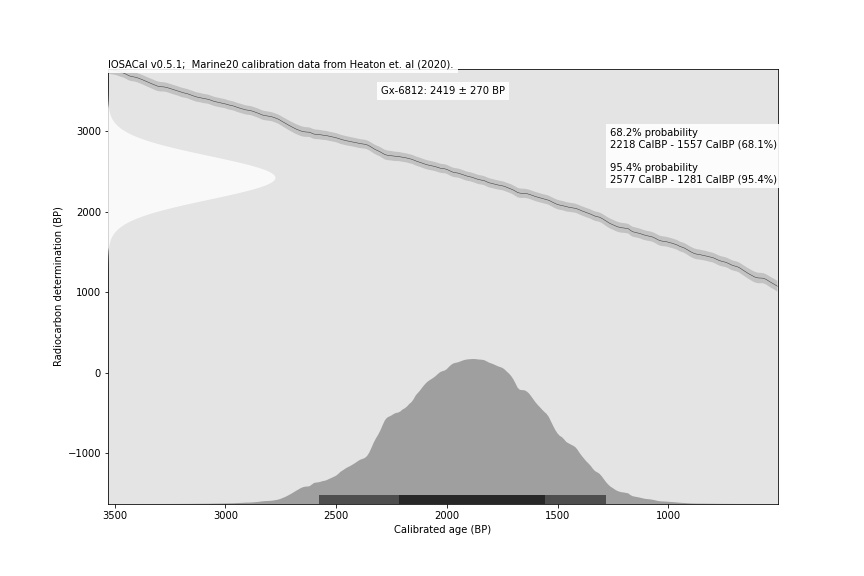 IOSACal v0.5.1;  Marine20 calibration data from Heaton et. al (2020).
Gx-6812: 2419 ± 270 BP
68.2% probability
2218 CalBP - 1557 CalBP (68.1%)
95.4% probability
2577 CalBP - 1281 CalBP (95.4%)
Radiocarbon determination (BP)
3000
2000
1000
0
−1000
3500 3000 2500 2000 1500 1000
Calibrated age (BP)